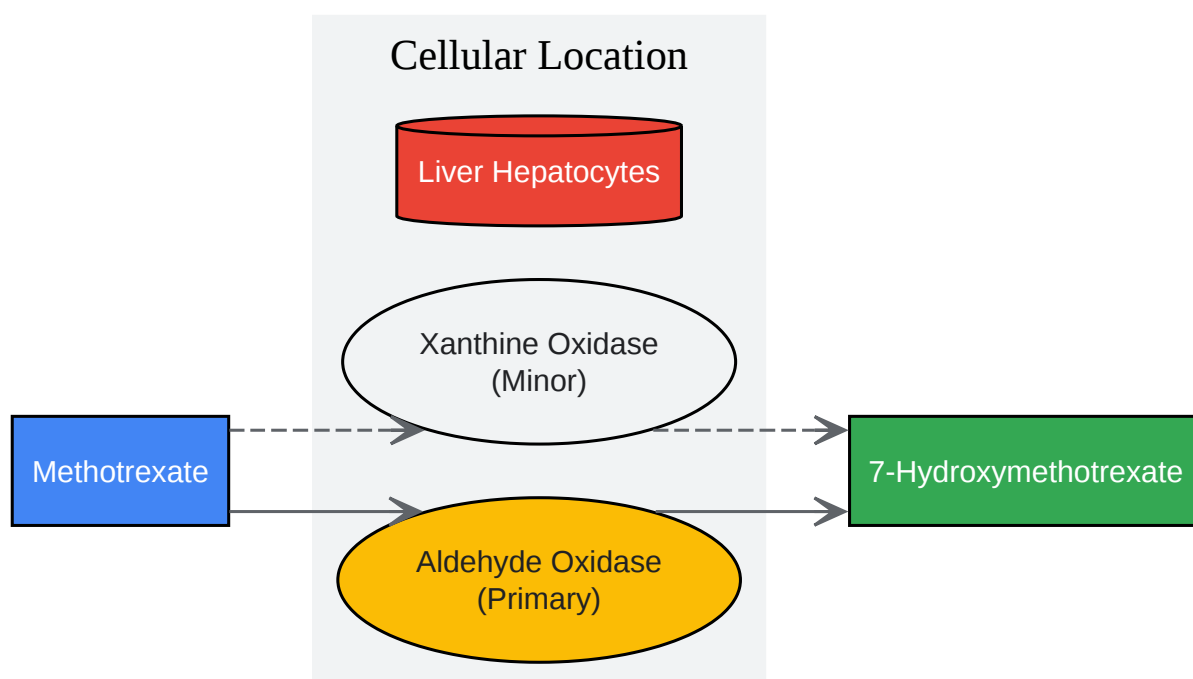 Cellular Location
Liver Hepatocytes
Xanthine Oxidase
(Minor)
Methotrexate
7-Hydroxymethotrexate
Aldehyde Oxidase
(Primary)